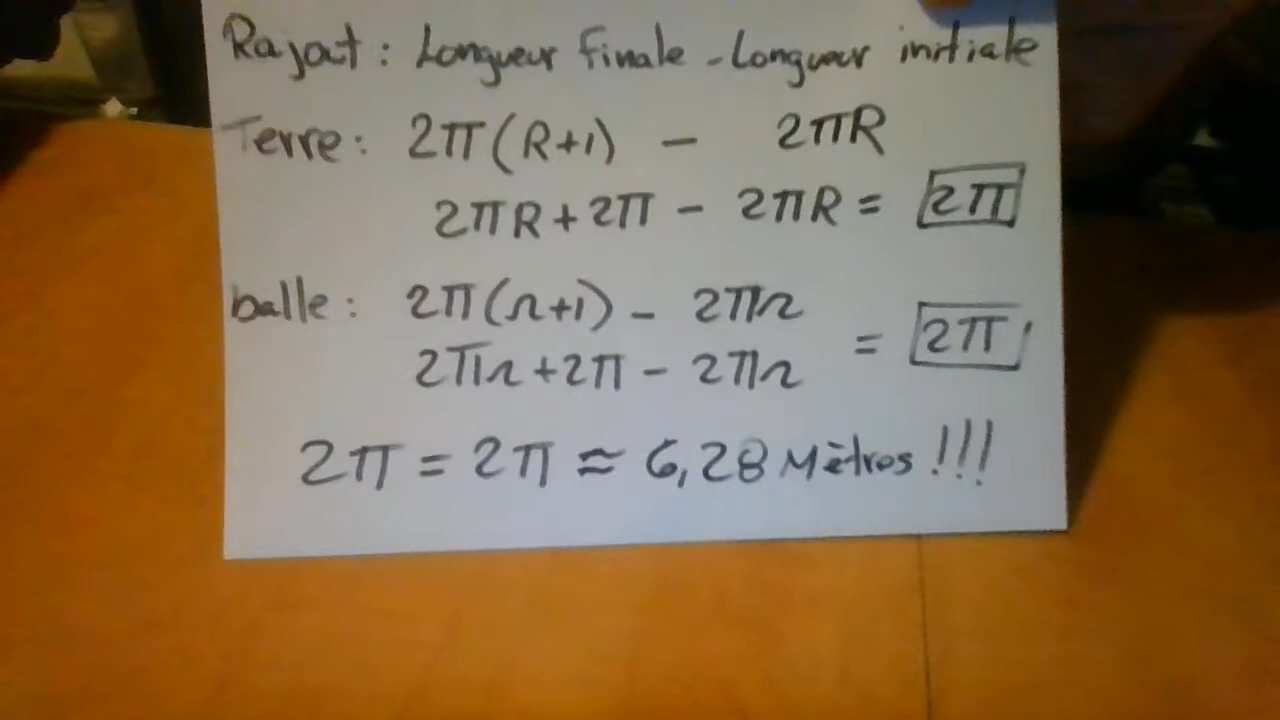 Rajout : Longueur finale - Longueur initiale
Terre : 2π(R+1) - 2πR
2πR + 2π - 2πR = 2π
balle : 2π(r+1) - 2πr
2πr + 2π - 2πr = 2π
2π = 2π ≈ 6,28 Mètres !!!